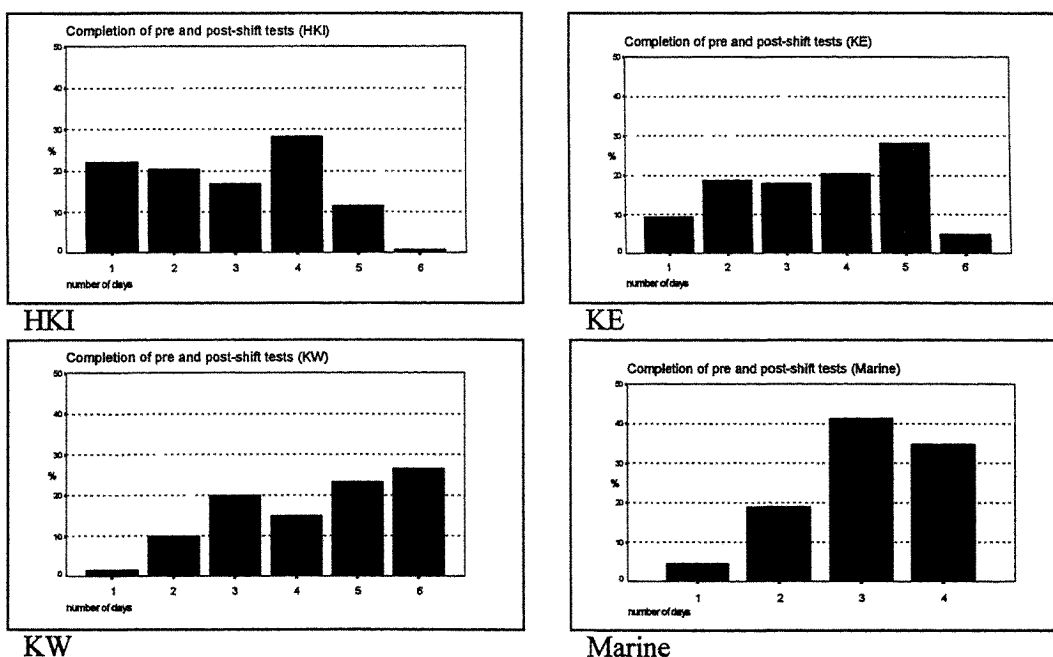 Completion of pre and post-shift tests (HKI)
50
40
30
%
20
10
0
1 2 3 4 5 6
number of days
HKI
Completion of pre and post-shift tests (KE)
50
40
30
%
20
10
0
1 2 3 4 5 6
number of days
KE
Completion of pre and post-shift tests (KW)
50
40
30
%
20
10
0
1 2 3 4 5 6
number of days
KW
Completion of pre and post-shift tests (Marine)
50
40
30
%
20
10
0
1 2 3 4
number of days
Marine